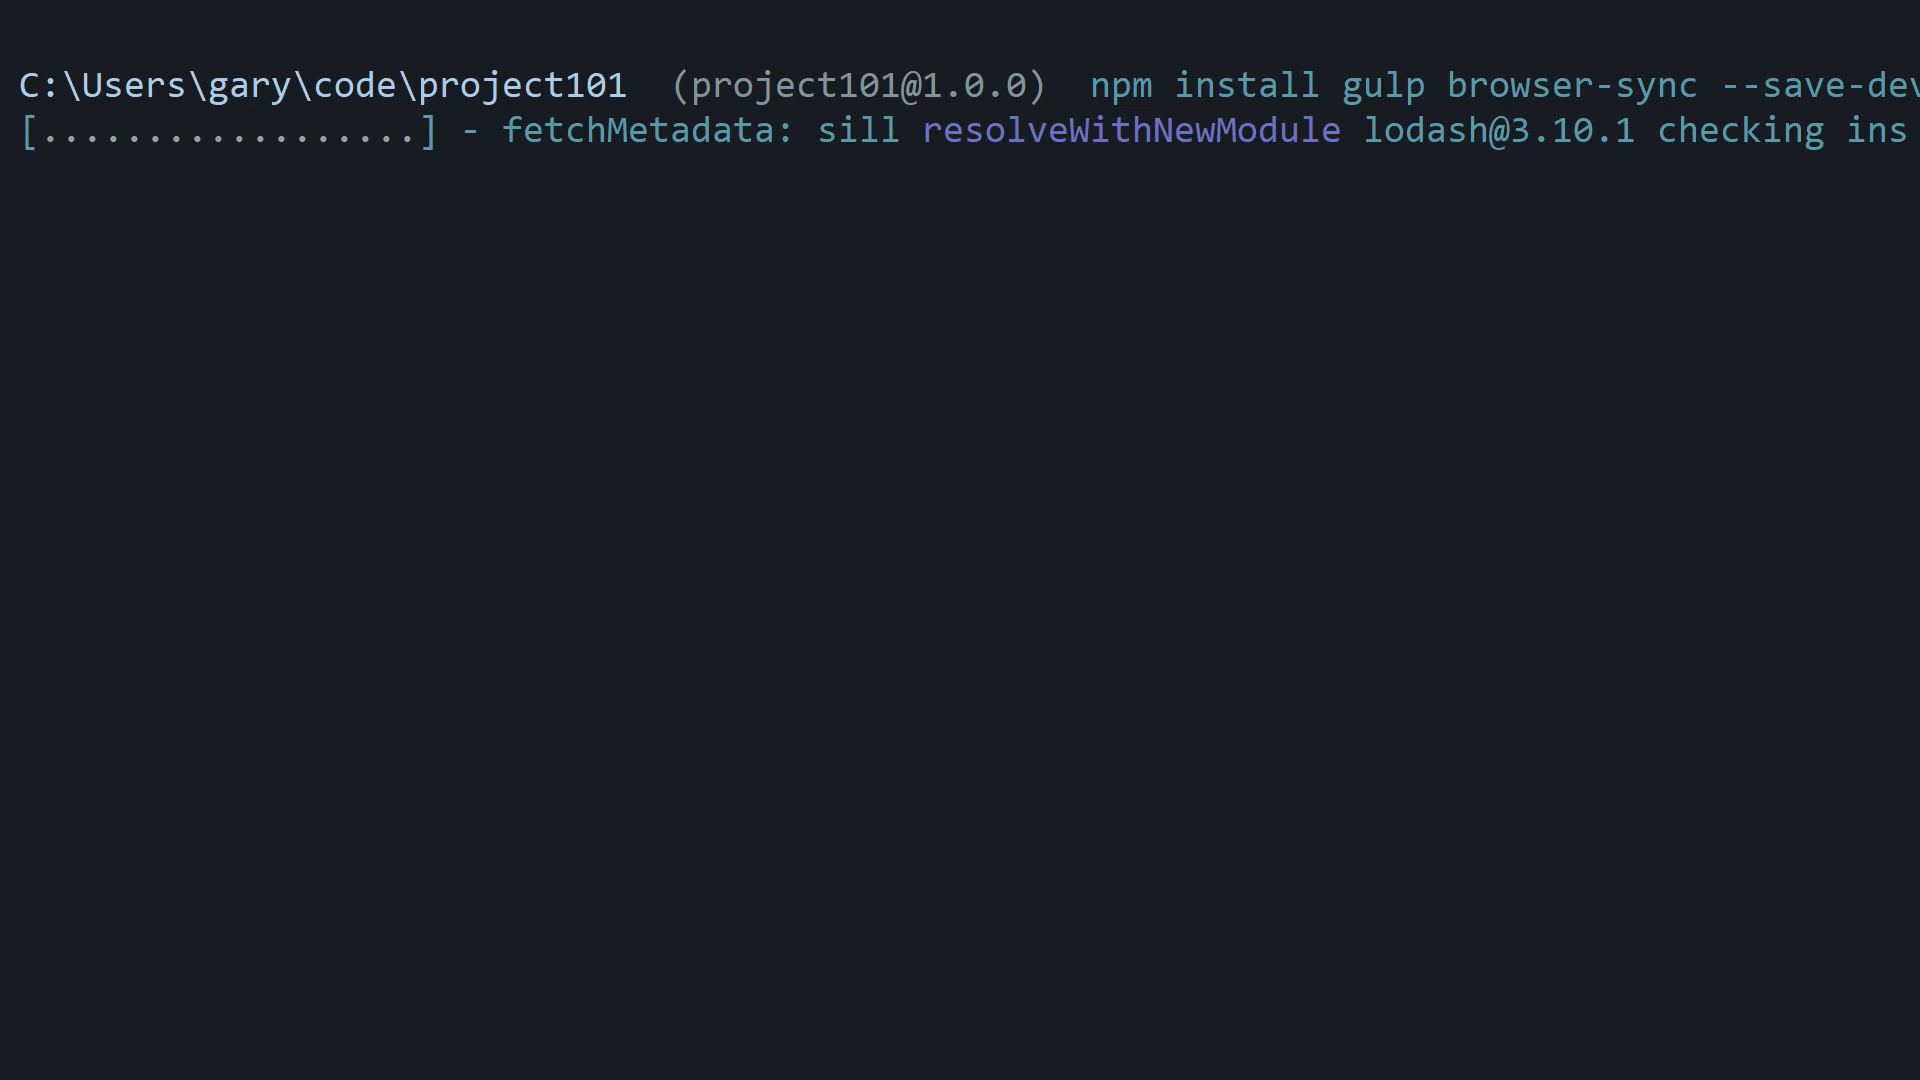 C:\Users\gary\code\project101 (project101@1.0.0) npm install gulp browser-sync --save-dev
[..................] - fetchMetadata: sill resolveWithNewModule lodash@3.10.1 checking ins